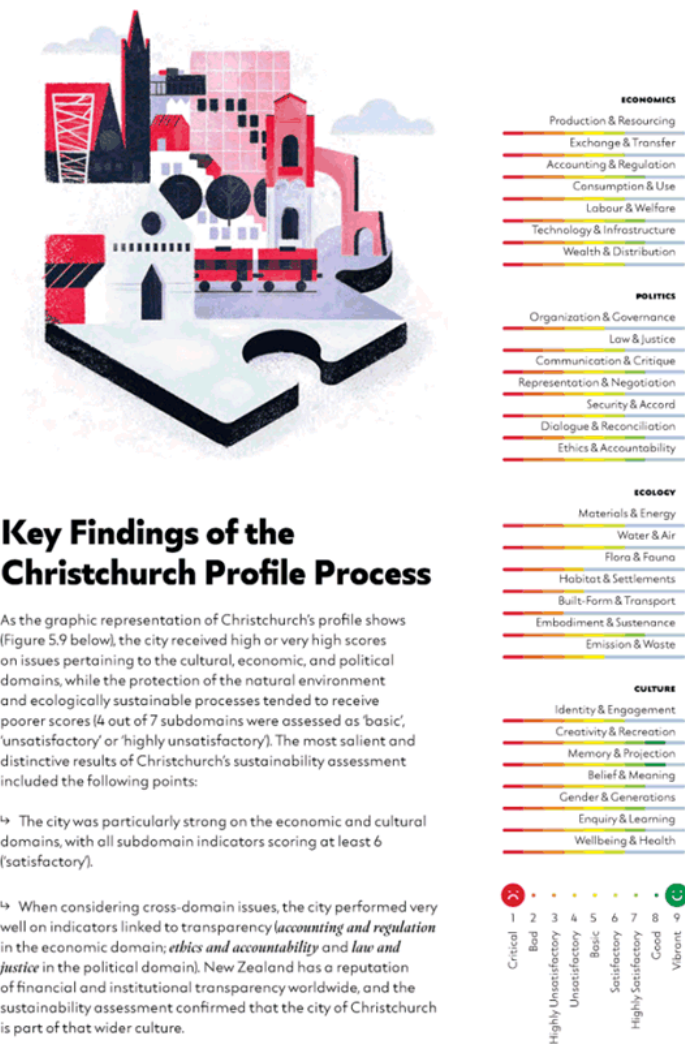 Key Findings of the
Christchurch Profile Process
As the graphic representation of Christchurch's profile shows
(Figure 5.9 below), the city received high or very high scores
on issues pertaining to the cultural, economic, and political
domains, while the protection of the natural environment
and ecologically sustainable processes tended to receive
poorer scores (4 out of 7 subdomains were assessed as 'basic',
'unsatisfactory' or 'highly unsatisfactory'). The most salient and
distinctive results of Christchurch's sustainability assessment
included the following points:
↳ The city was particularly strong on the economic and cultural
domains, with all subdomain indicators scoring at least 6
('satisfactory').
↳ When considering cross-domain issues, the city performed very
well on indicators linked to transparency (accounting and regulation
in the economic domain; ethics and accountability and law and
justice in the political domain). New Zealand has a reputation
of financial and institutional transparency worldwide, and the
sustainability assessment confirmed that the city of Christchurch
is part of that wider culture.
ECONOMICS
Production & Resourcing
Exchange & Transfer
Accounting & Regulation
Consumption & Use
Labour & Welfare
Technology & Infrastructure
Wealth & Distribution
POLITICS
Organization & Governance
Law & Justice
Communication & Critique
Representation & Negotiation
Security & Accord
Dialogue & Reconciliation
Ethics & Accountability
ECOLOGY
Materials & Energy
Water & Air
Flora & Fauna
Habitat & Settlements
Built-Form & Transport
Embodiment & Sustenance
Emission & Waste
CULTURE
Identity & Engagement
Creativity & Recreation
Memory & Projection
Belief & Meaning
Gender & Generations
Enquiry & Learning
Wellbeing & Health
1 2 3 4 5 6 7 8 9
Critical
Bad
Highly Unsatisfactory
Unsatisfactory
Basic
Satisfactory
Highly Satisfactory
Good
Vibrant